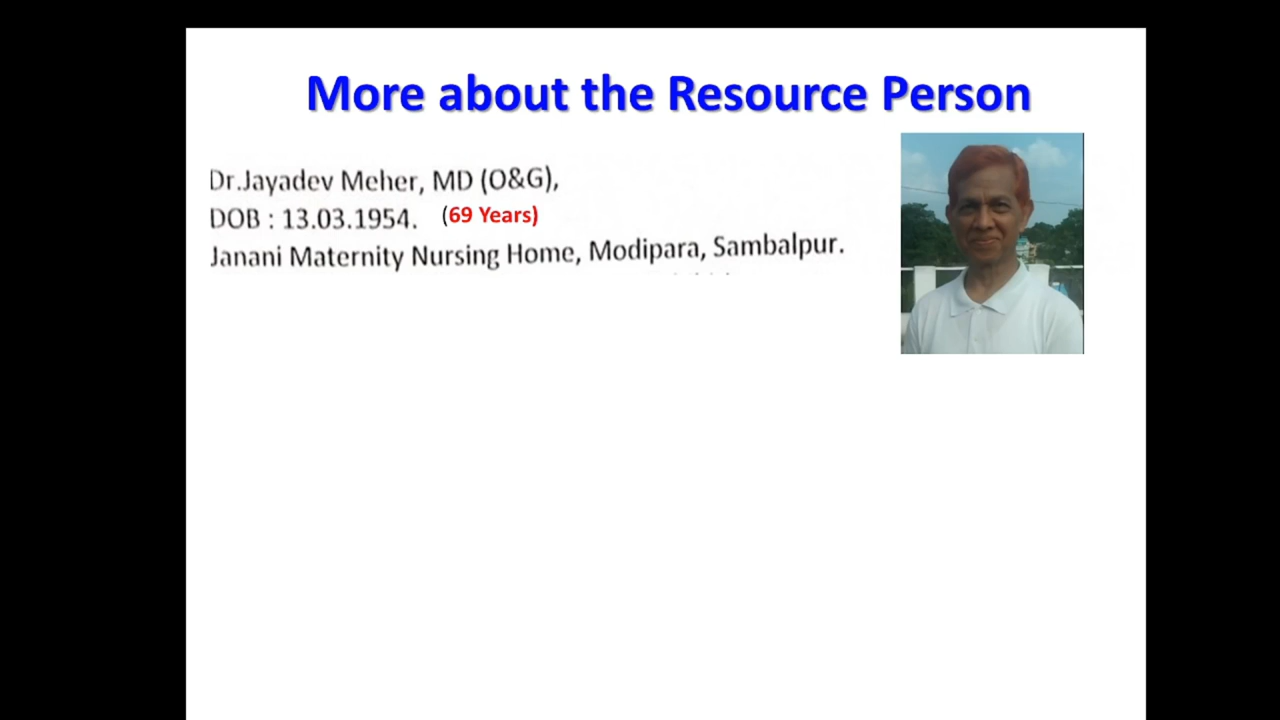 More about the Resource Person
Dr.Jayadev Meher, MD (O&G),
DOB : 13.03.1954. (69 Years)
Janani Maternity Nursing Home, Modipara, Sambalpur.